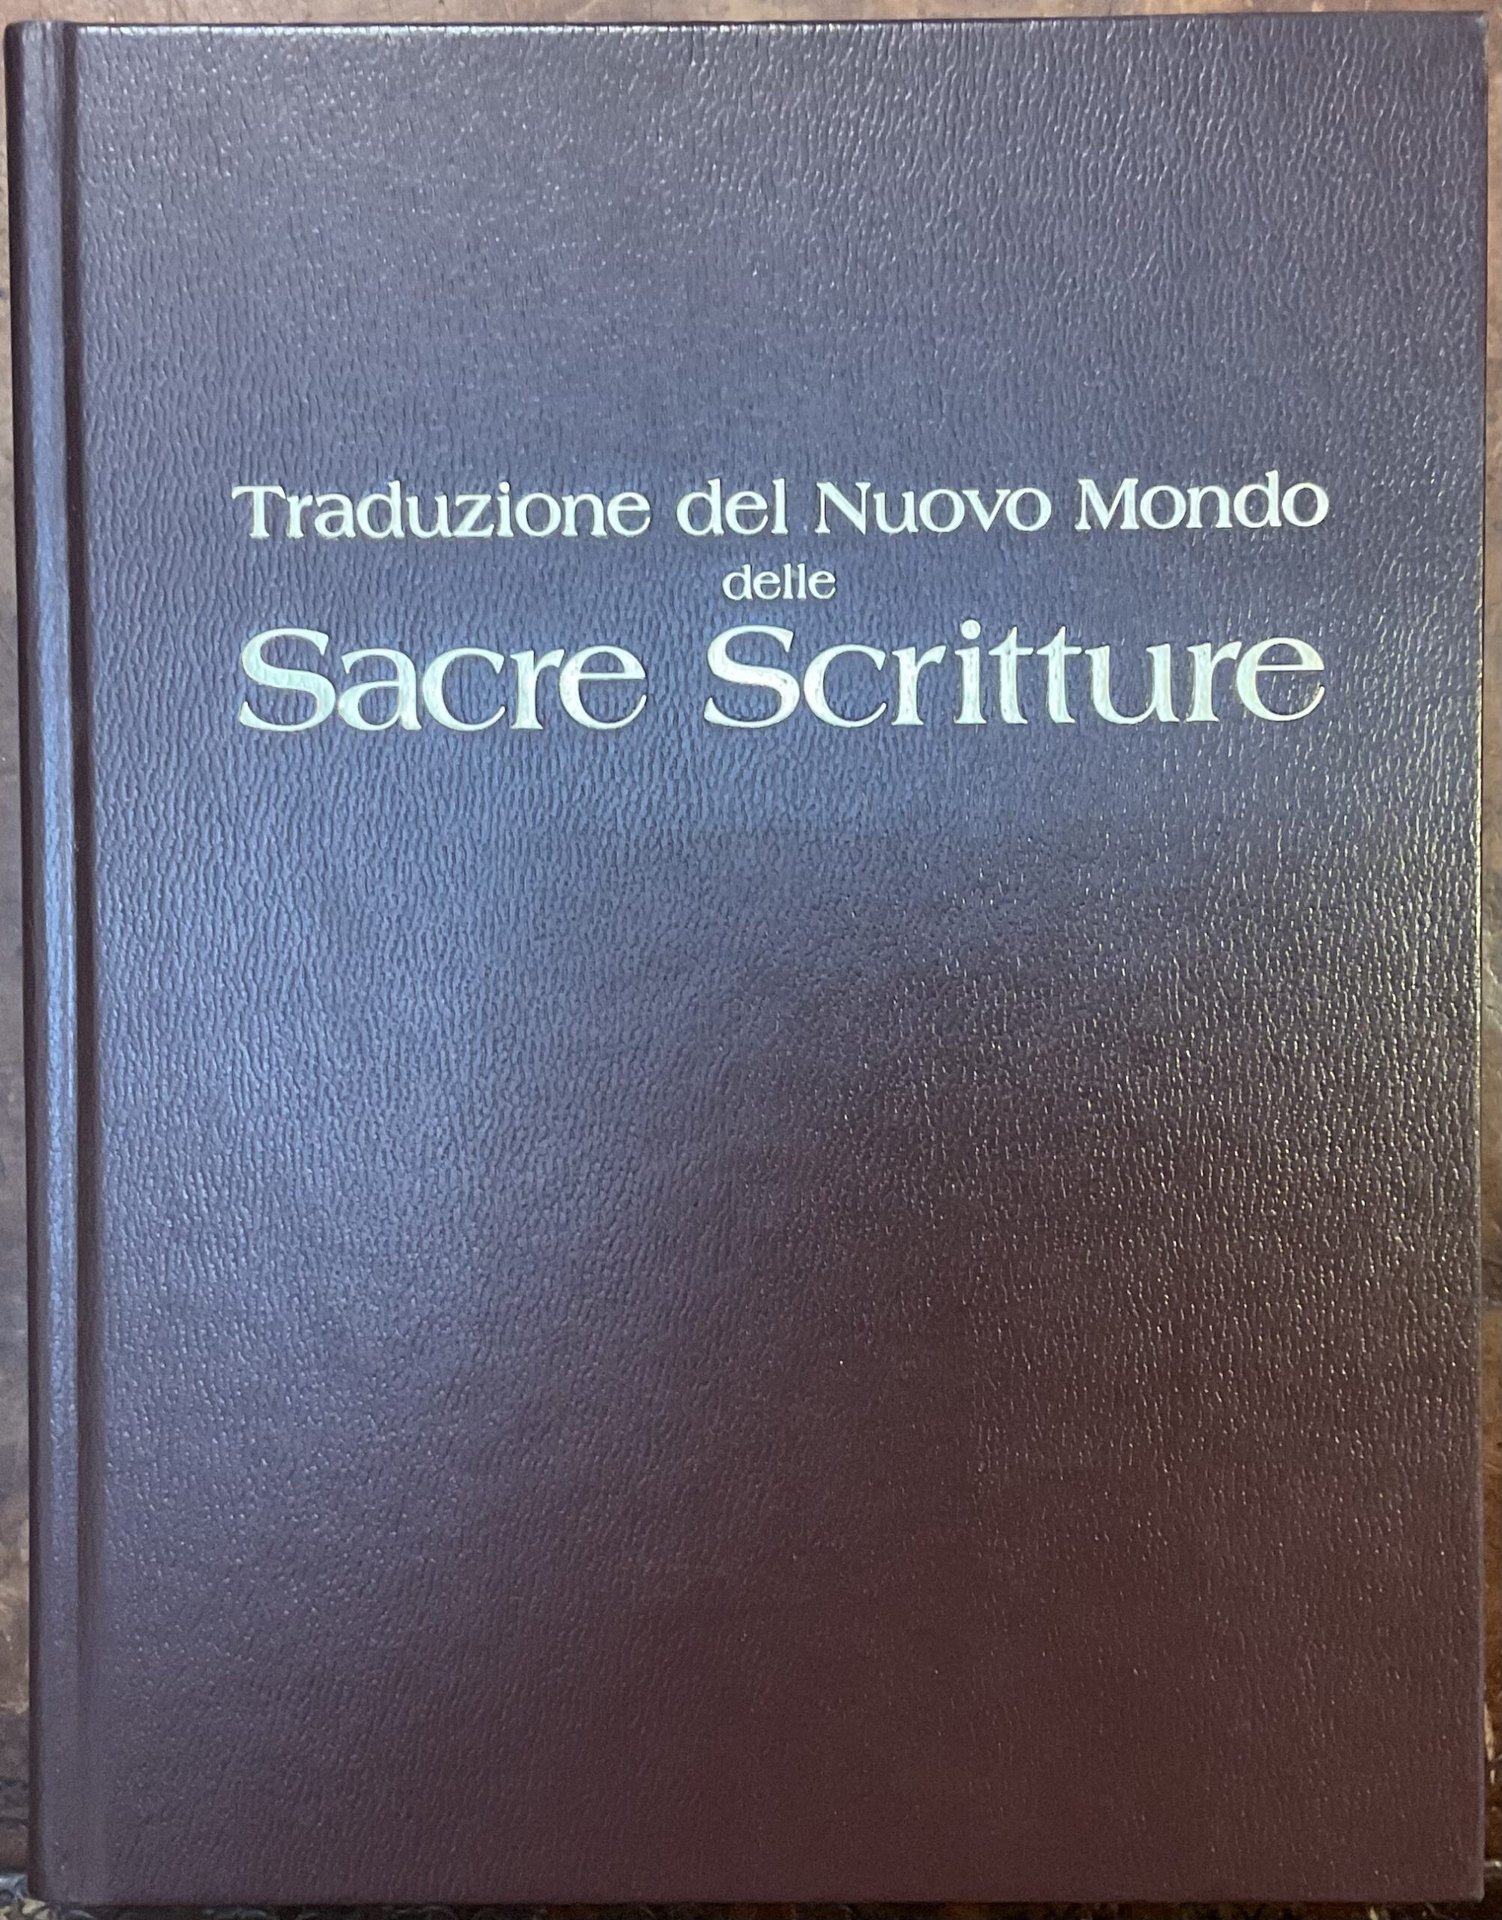 Traduzione del Nuovo Mondo
delle
Sacre Scritture